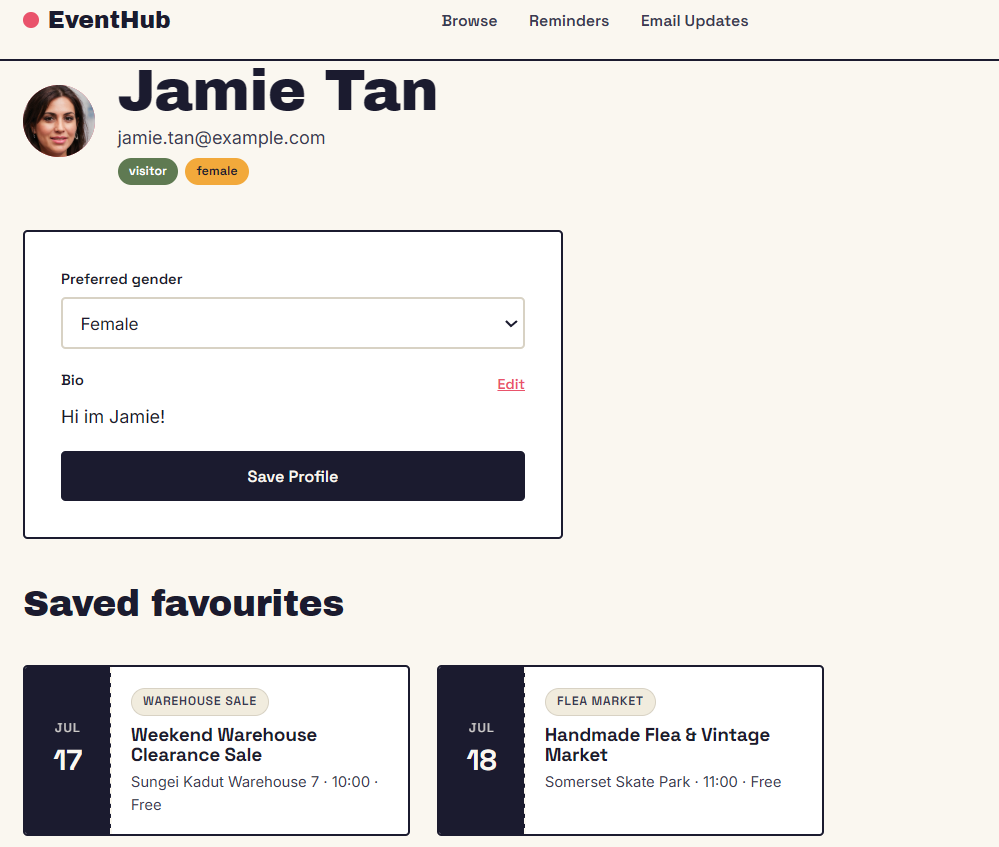 EventHub
Browse
Reminders
Email Updates
Jamie Tan
jamie.tan@example.com
visitor
female
Preferred gender
Female
Bio
Edit
Hi im Jamie!
Save Profile
Saved favourites
JUL
17
WAREHOUSE SALE
Weekend Warehouse
Clearance Sale
Sungei Kadut Warehouse 7 · 10:00 ·
Free
JUL
18
FLEA MARKET
Handmade Flea & Vintage
Market
Somerset Skate Park · 11:00 · Free